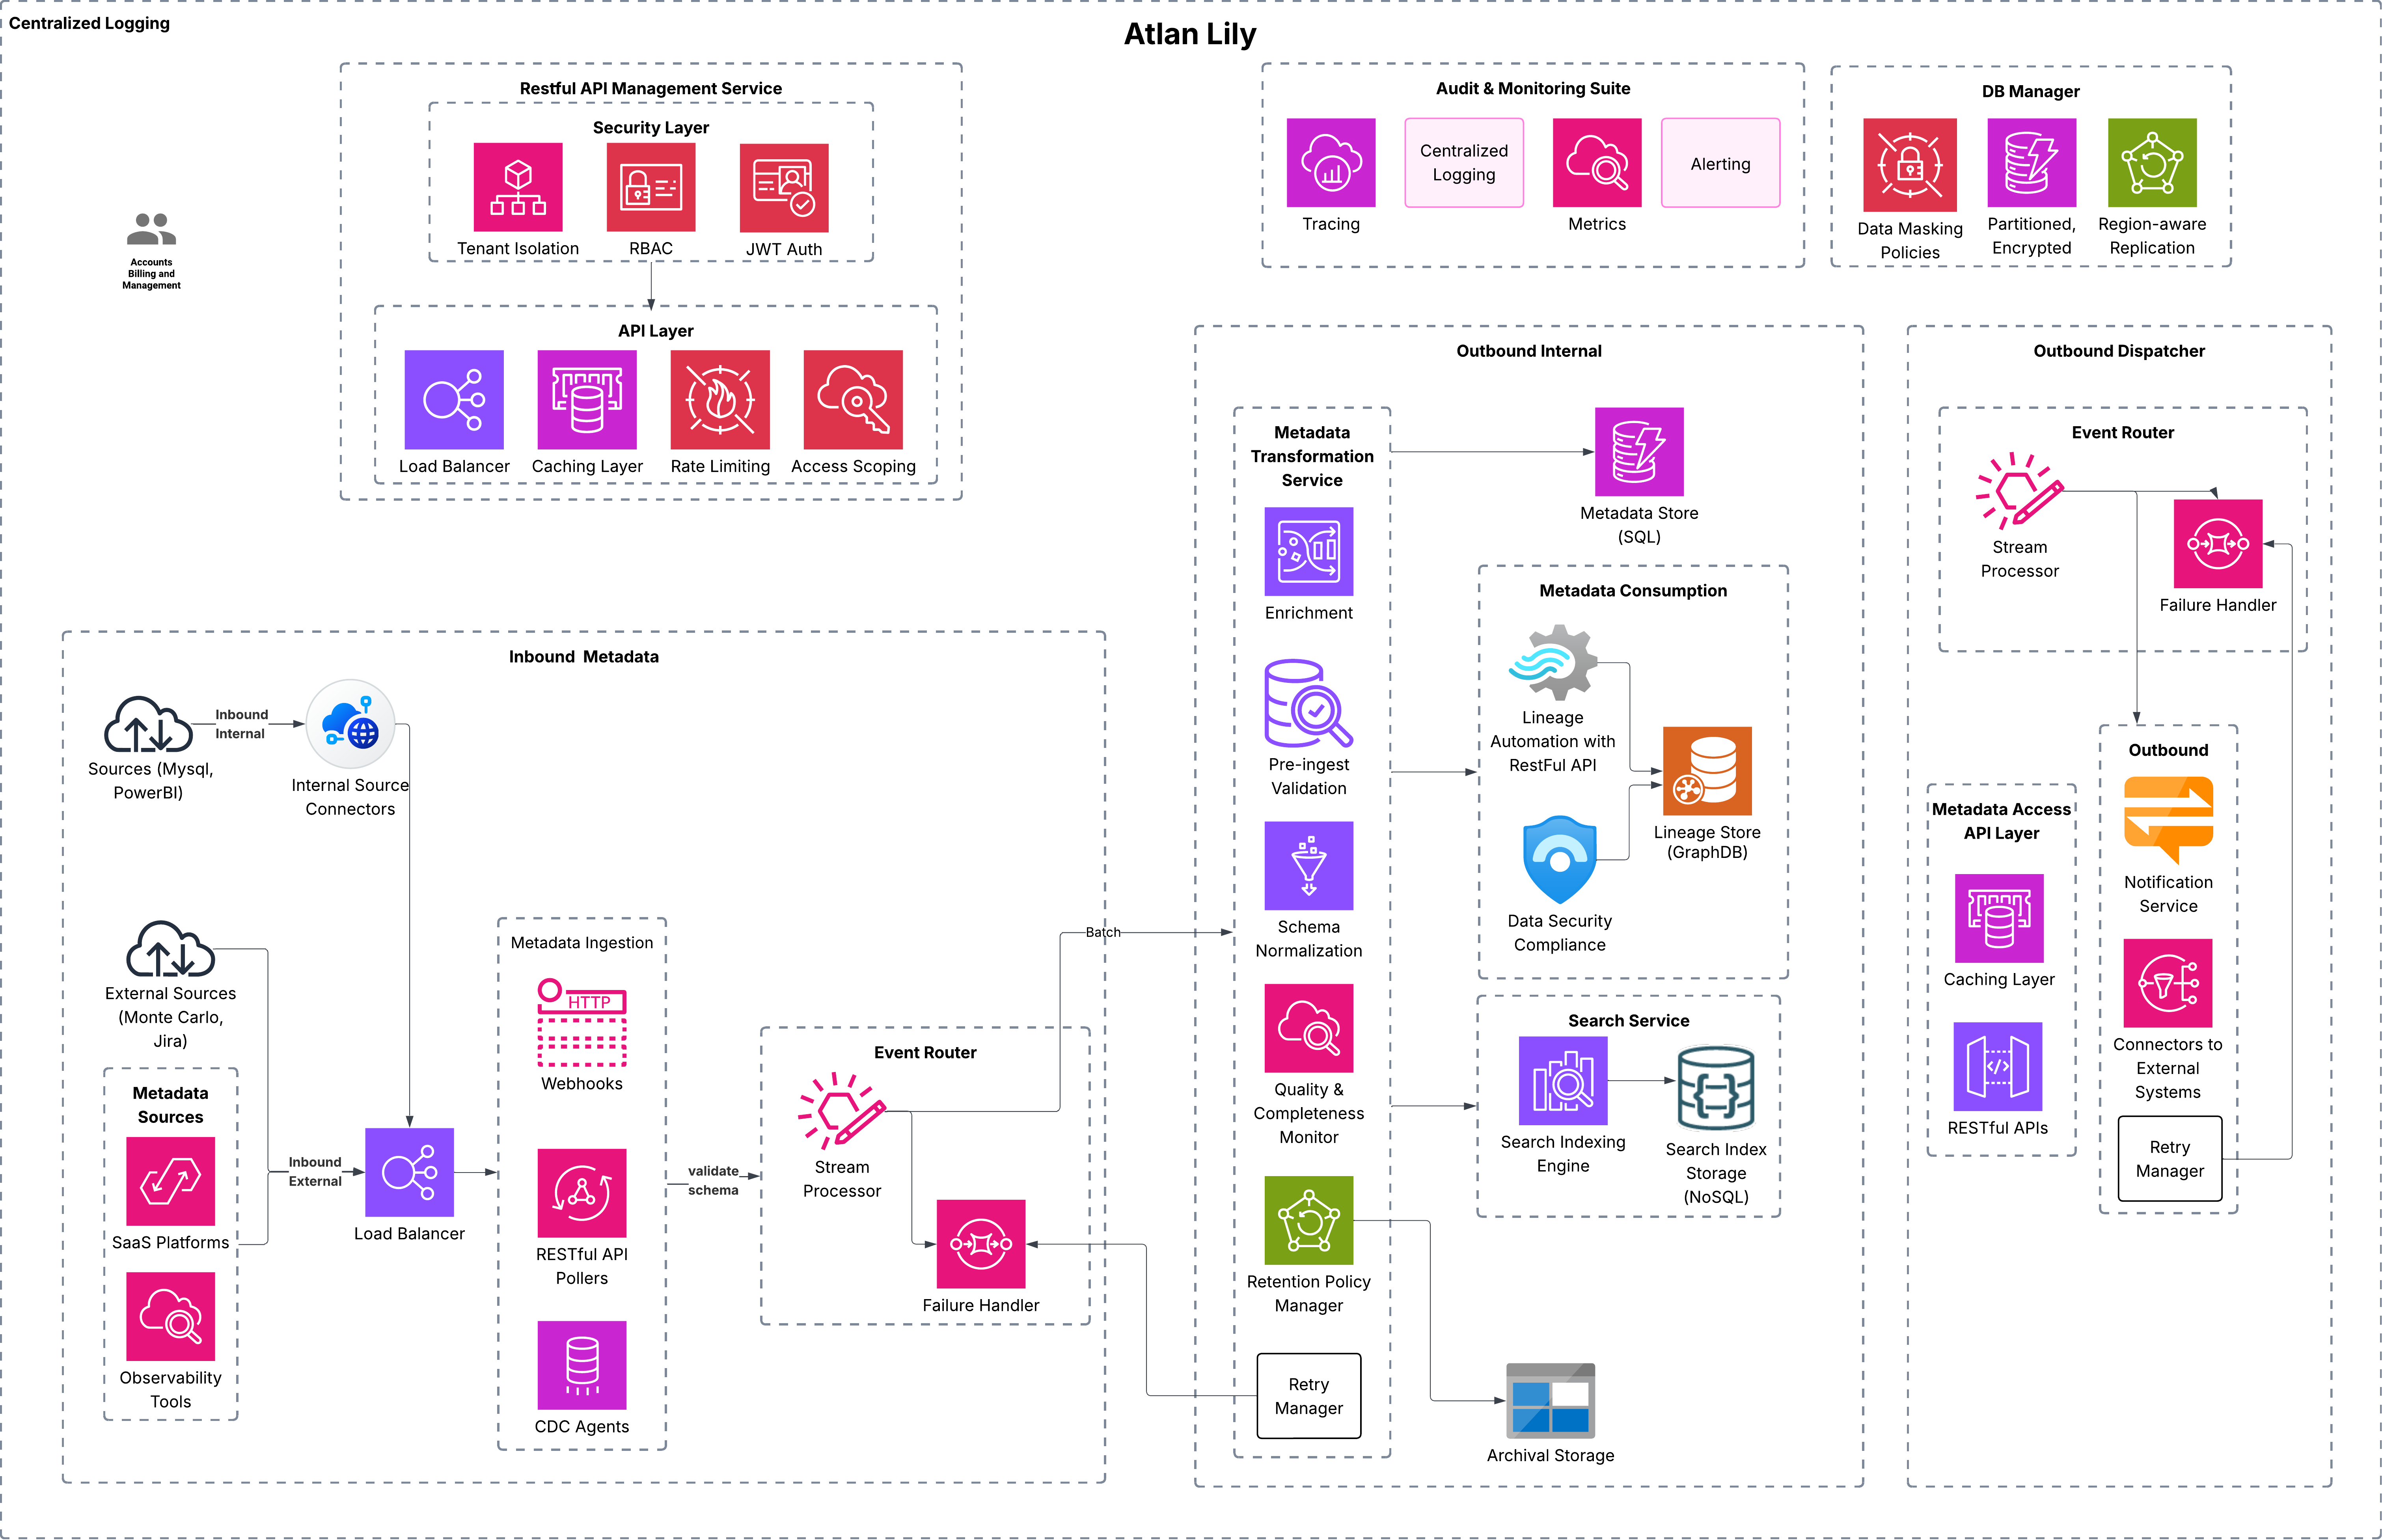 Centralized Logging
Atlan Lily
Accounts
Billing and
Management
Restful API Management Service
Security Layer
Tenant Isolation
RBAC
JWT Auth
API Layer
Load Balancer
Caching Layer
Rate Limiting
Access Scoping
Audit & Monitoring Suite
Tracing
Centralized
Logging
Metrics
Alerting
DB Manager
Data Masking
Policies
Partitioned,
Encrypted
Region-aware
Replication
Inbound  Metadata
Sources (Mysql,
PowerBI)
Inbound
Internal
Internal Source
Connectors
External Sources
(Monte Carlo,
Jira)
Metadata
Sources
SaaS Platforms
Observability
Tools
Inbound
External
Load Balancer
Metadata Ingestion
HTTP
Webhooks
RESTful API
Pollers
CDC Agents
validate
schema
Event Router
Stream
Processor
Failure Handler
Batch
Outbound Internal
Metadata
Transformation
Service
Enrichment
Pre-ingest
Validation
Schema
Normalization
Quality &
Completeness
Monitor
Retention Policy
Manager
Retry
Manager
Metadata Store
(SQL)
Metadata Consumption
Lineage
Automation with
RestFul API
Data Security
Compliance
Lineage Store
(GraphDB)
Search Service
Search Indexing
Engine
Search Index
Storage
(NoSQL)
Archival Storage
Outbound Dispatcher
Event Router
Stream
Processor
Failure Handler
Metadata Access
API Layer
Caching Layer
RESTful APIs
Outbound
Notification
Service
Connectors to
External
Systems
Retry
Manager